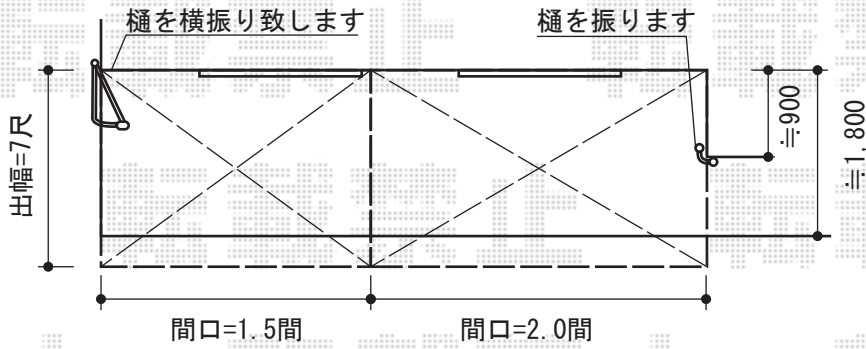 樋を横振り致します
樋を振ります
出幅=7尺
≒900
≒1.800
間口=1.5間
間口=2.0間